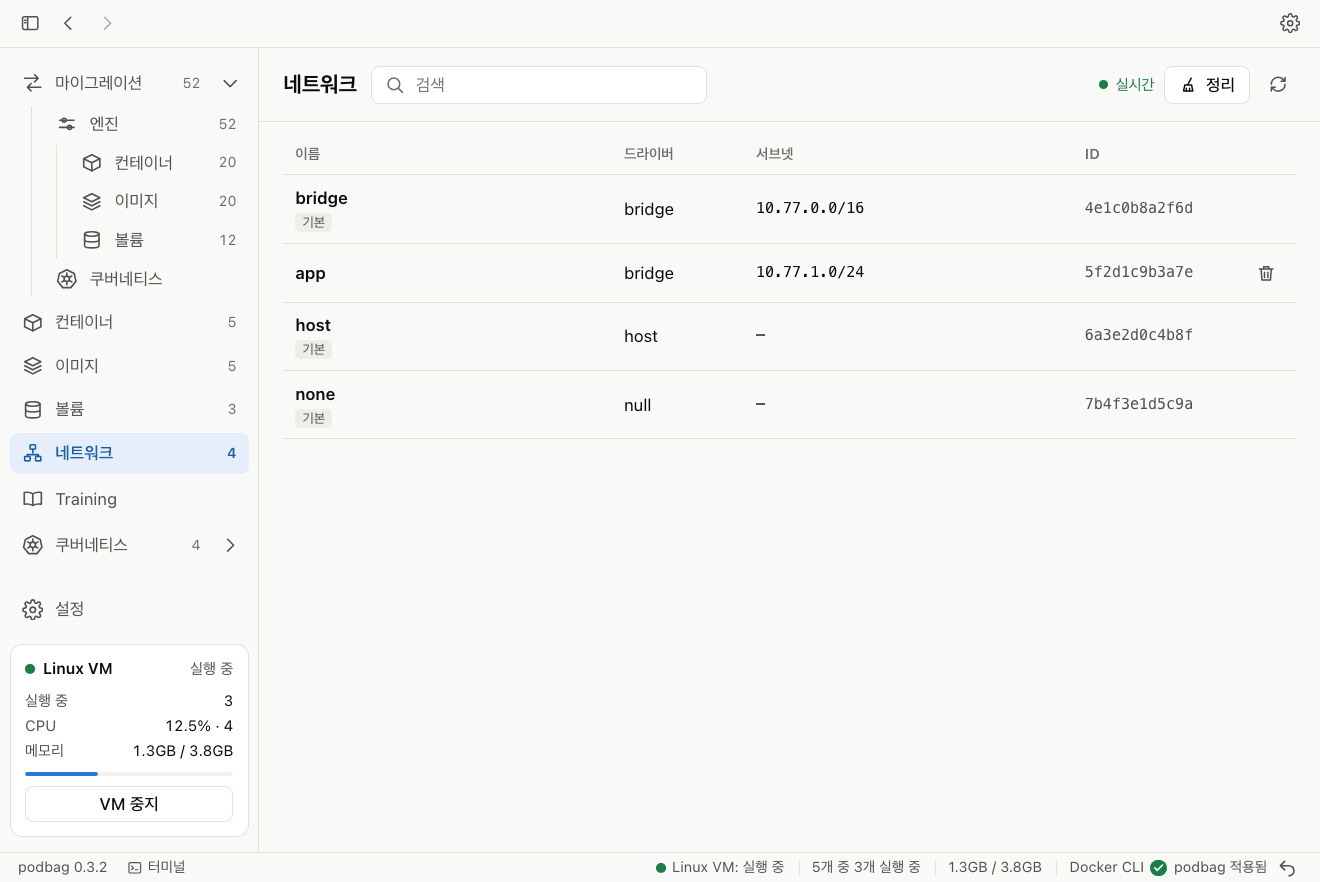 마이그레이션 52
엔진 52
컨테이너 20
이미지 20
볼륨 12
쿠버네티스
컨테이너 5
이미지 5
볼륨 3
네트워크 4
Training
쿠버네티스 4
설정
Linux VM 실행 중
실행 중 3
CPU 12.5% · 4
메모리 1.3GB / 3.8GB
VM 중지
네트워크 검색 실시간 정리
이름 드라이버 서브넷 ID
bridge
기본
bridge 10.77.0.0/16 4e1c0b8a2f6d
app bridge 10.77.1.0/24 5f2d1c9b3a7e
host
기본
host – 6a3e2d0c4b8f
none
기본
null – 7b4f3e1d5c9a
podbag 0.3.2 터미널 Linux VM: 실행 중 5개 중 3개 실행 중 1.3GB / 3.8GB Docker CLI podbag 적용됨